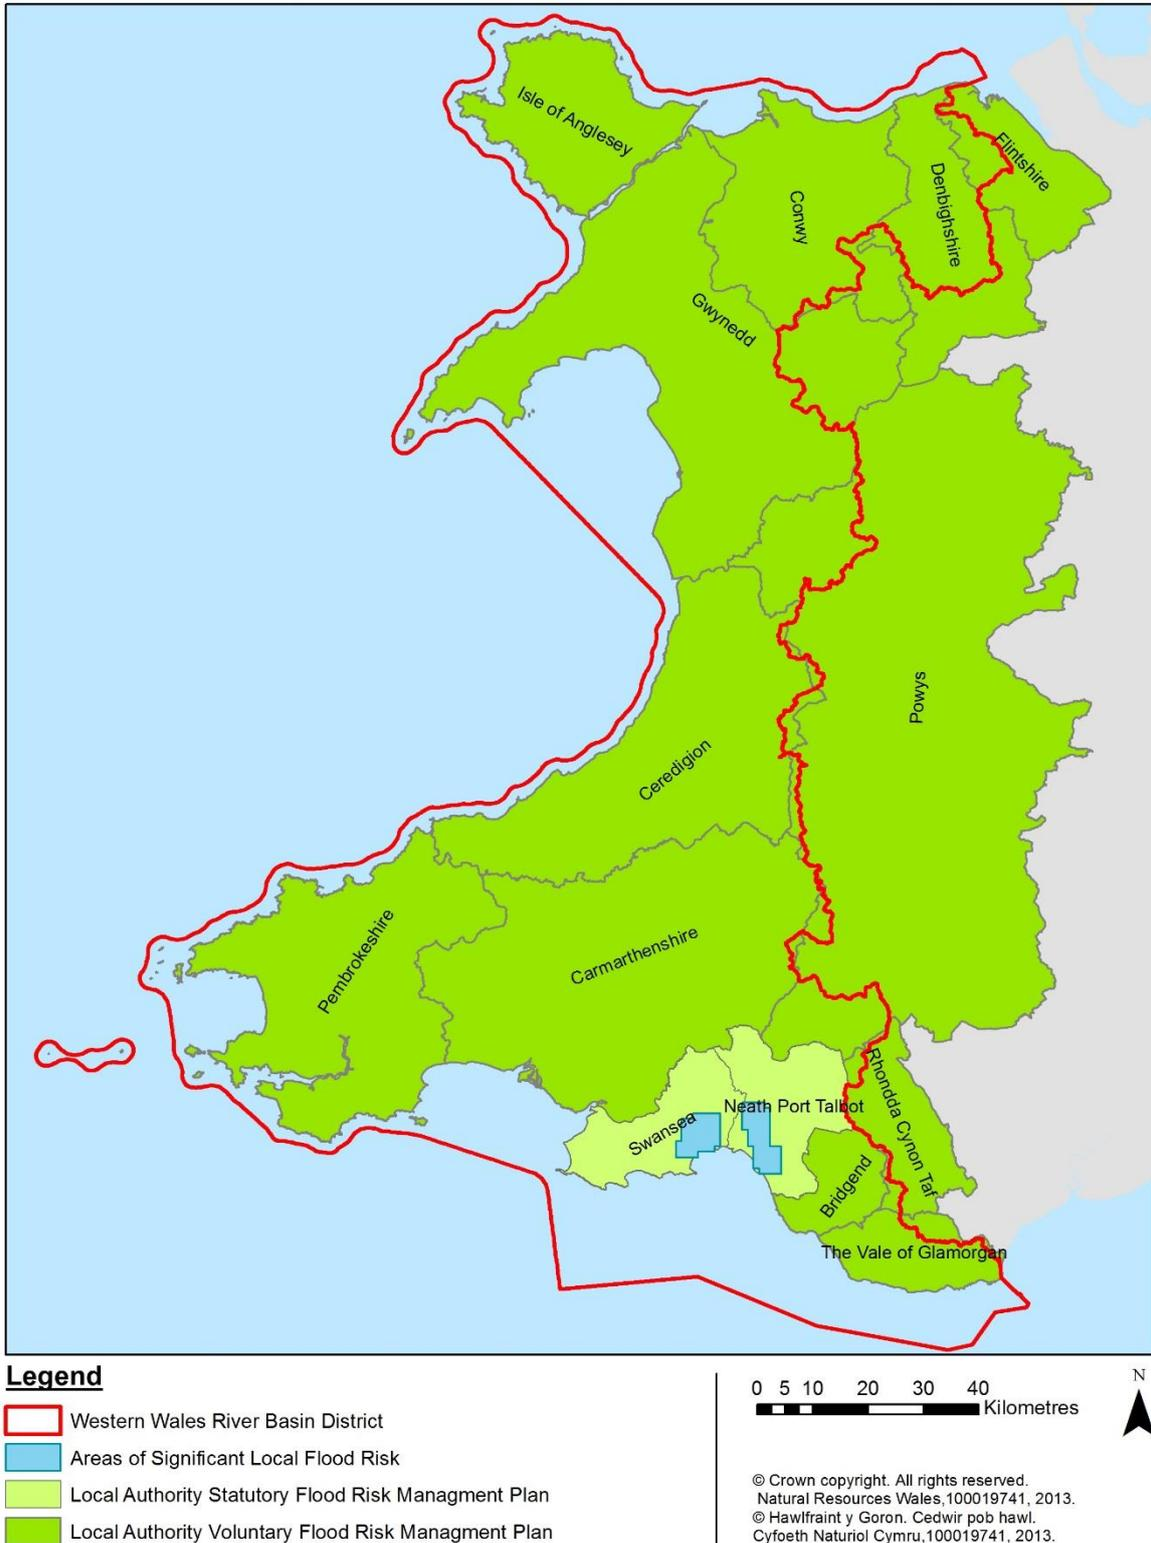 Isle of Anglesey
Flintshire
Denbighshire
Conwy
Gwynedd
Powys
Ceredigion
Pembrokeshire
Carmarthenshire
Rhondda Cynon Taf
Neath Port Talbot
Swansea
Bridgend
The Vale of Glamorgan
Legend
Western Wales River Basin District
Areas of Significant Local Flood Risk
Local Authority Statutory Flood Risk Managment Plan
Local Authority Voluntary Flood Risk Managment Plan
0 5 10 20 30 40
Kilometres
N
© Crown copyright. All rights reserved.
Natural Resources Wales,100019741, 2013.
© Hawlfraint y Goron. Cedwir pob hawl.
Cyfoeth Naturiol Cymru,100019741, 2013.